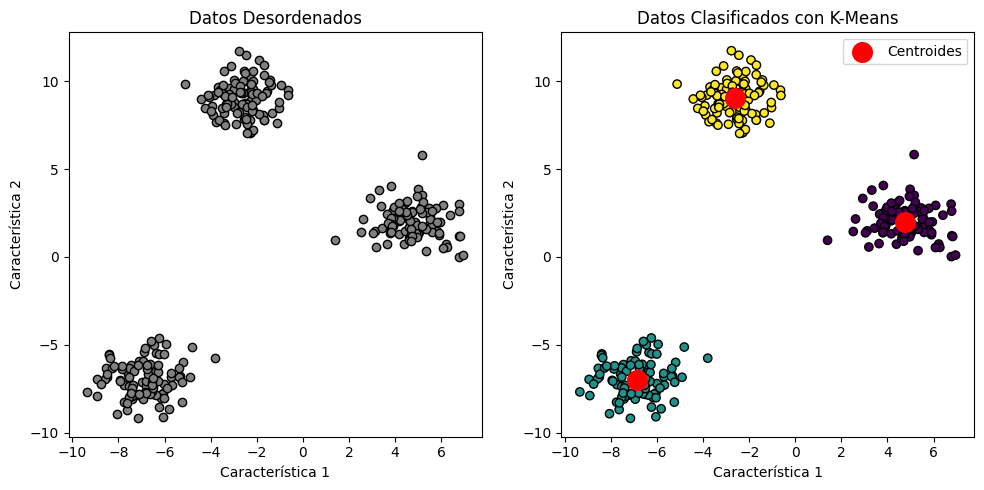 Datos Desordenados
Característica 2
10
5
0
−5
−10
−10 −8 −6 −4 −2 0 2 4 6
Característica 1
Datos Clasificados con K-Means
Centroides
Característica 2
10
5
0
−5
−10
−10 −8 −6 −4 −2 0 2 4 6
Característica 1